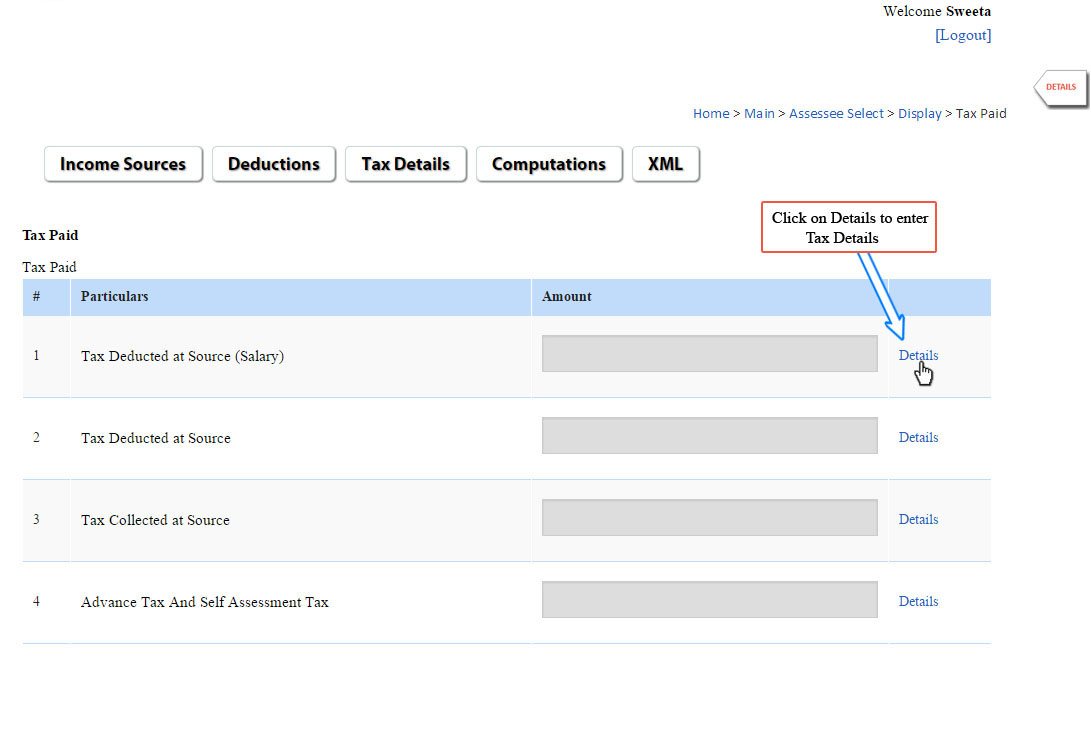 Welcome Sweeta
[Logout]
DETAILS
Home > Main > Assessee Select > Display > Tax Paid
Income Sources Deductions Tax Details Computations XML
Click on Details to enter
Tax Details
Tax Paid
Tax Paid
# Particulars Amount
1 Tax Deducted at Source (Salary) Details
2 Tax Deducted at Source Details
3 Tax Collected at Source Details
4 Advance Tax And Self Assessment Tax Details